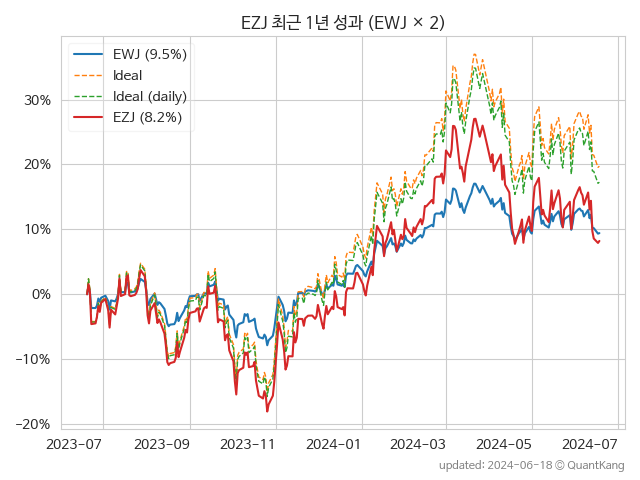 EZJ 최근 1년 성과 (EWJ × 2)
EWJ (9.5%)
Ideal
Ideal (daily)
EZJ (8.2%)
30%
20%
10%
0%
−10%
−20%
2023-07 2023-09 2023-11 2024-01 2024-03 2024-05 2024-07
updated: 2024-06-18 © QuantKang